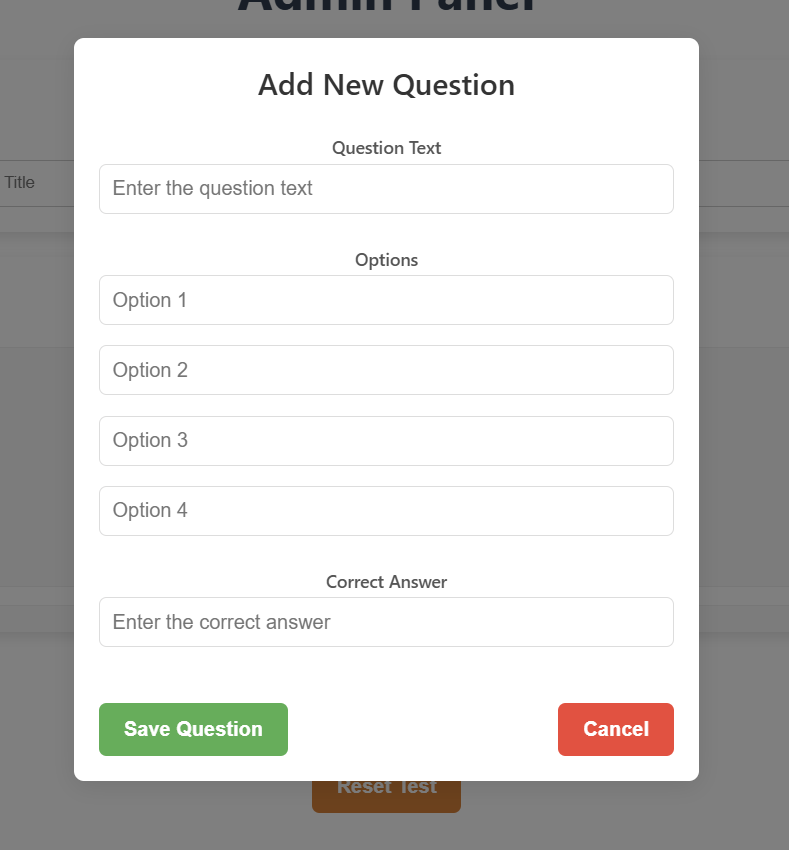 Admin Panel
Add New Question
Question Text
Title
Enter the question text
Options
Option 1
Option 2
Option 3
Option 4
Correct Answer
Enter the correct answer
Save Question
Cancel
Reset Test